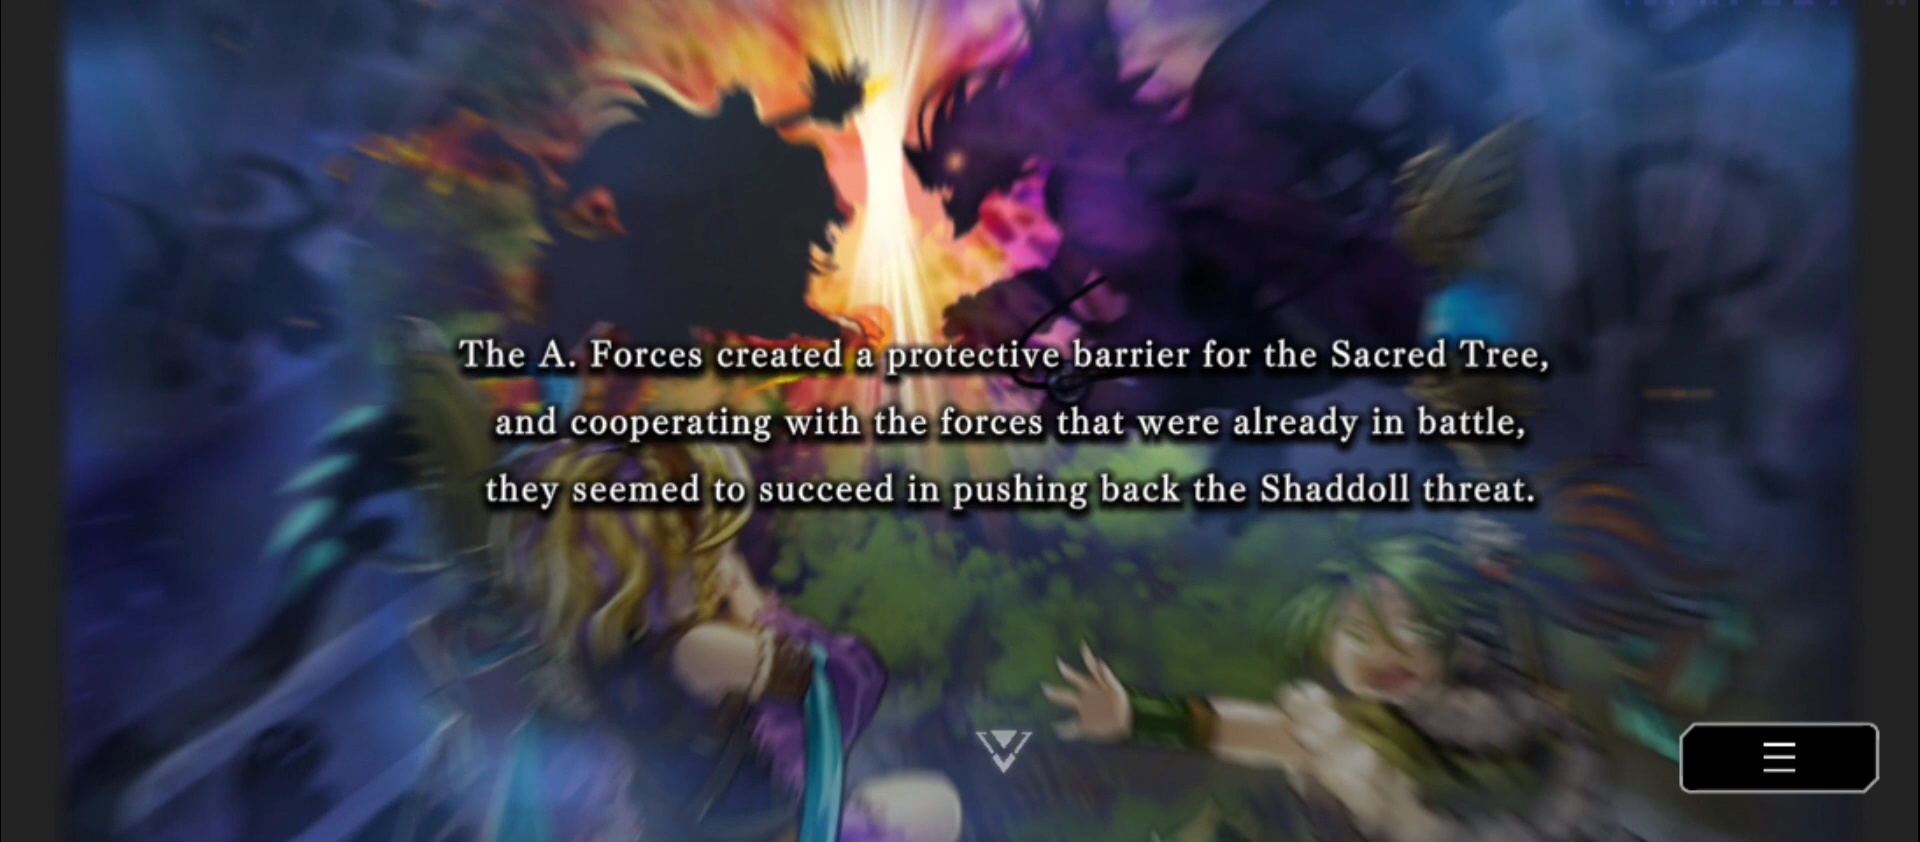 The A. Forces created a protective barrier for the Sacred Tree,
and cooperating with the forces that were already in battle,
they seemed to succeed in pushing back the Shaddoll threat.